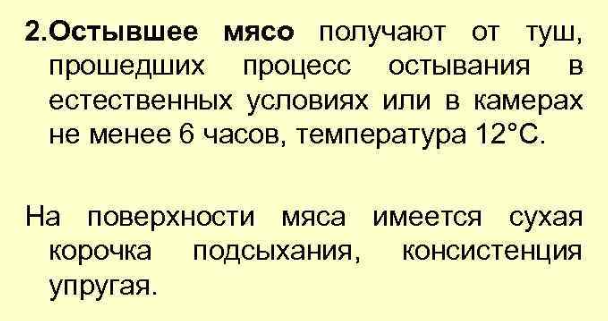 2.Остывшее мясо получают от туш,
прошедших процесс остывания в
естественных условиях или в камерах
не менее 6 часов, температура 12°С.
На поверхности мяса имеется сухая
корочка подсыхания, консистенция
упругая.